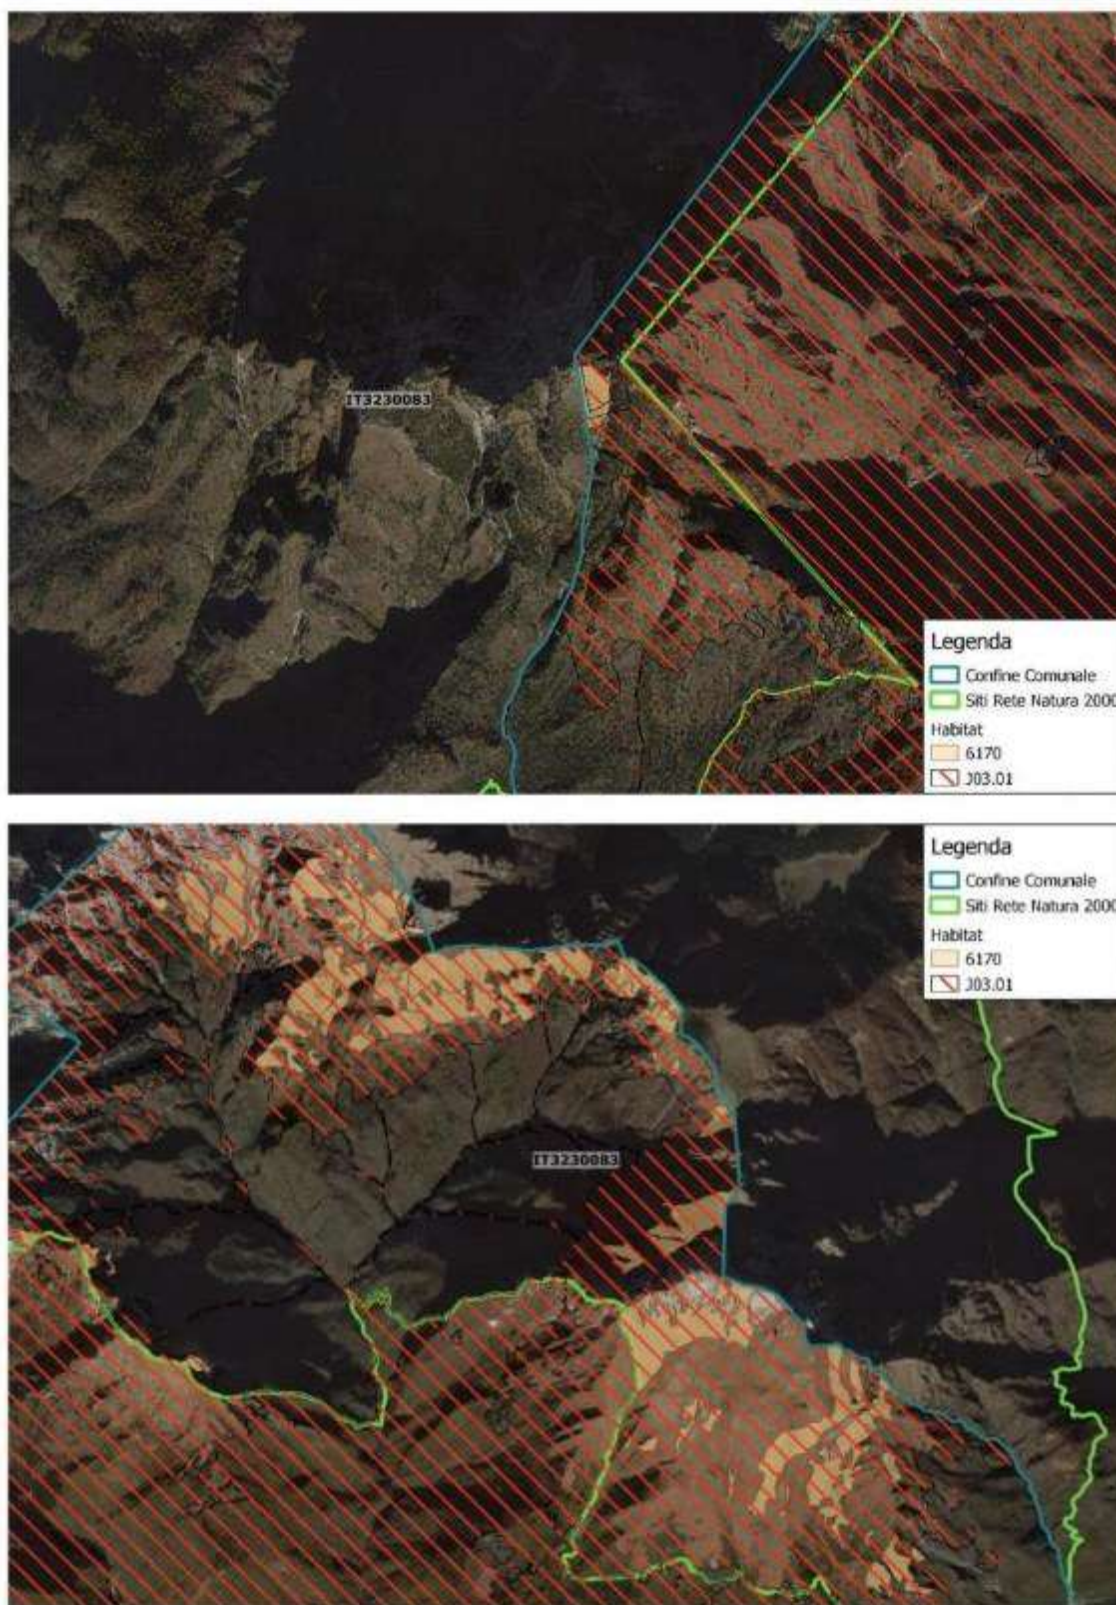 IT3230083
Legenda
Confine Comunale
Siti Rete Natura 2000
Habitat
6170
J03.01
Legenda
Confine Comunale
Siti Rete Natura 2000
Habitat
6170
J03.01
IT3230083